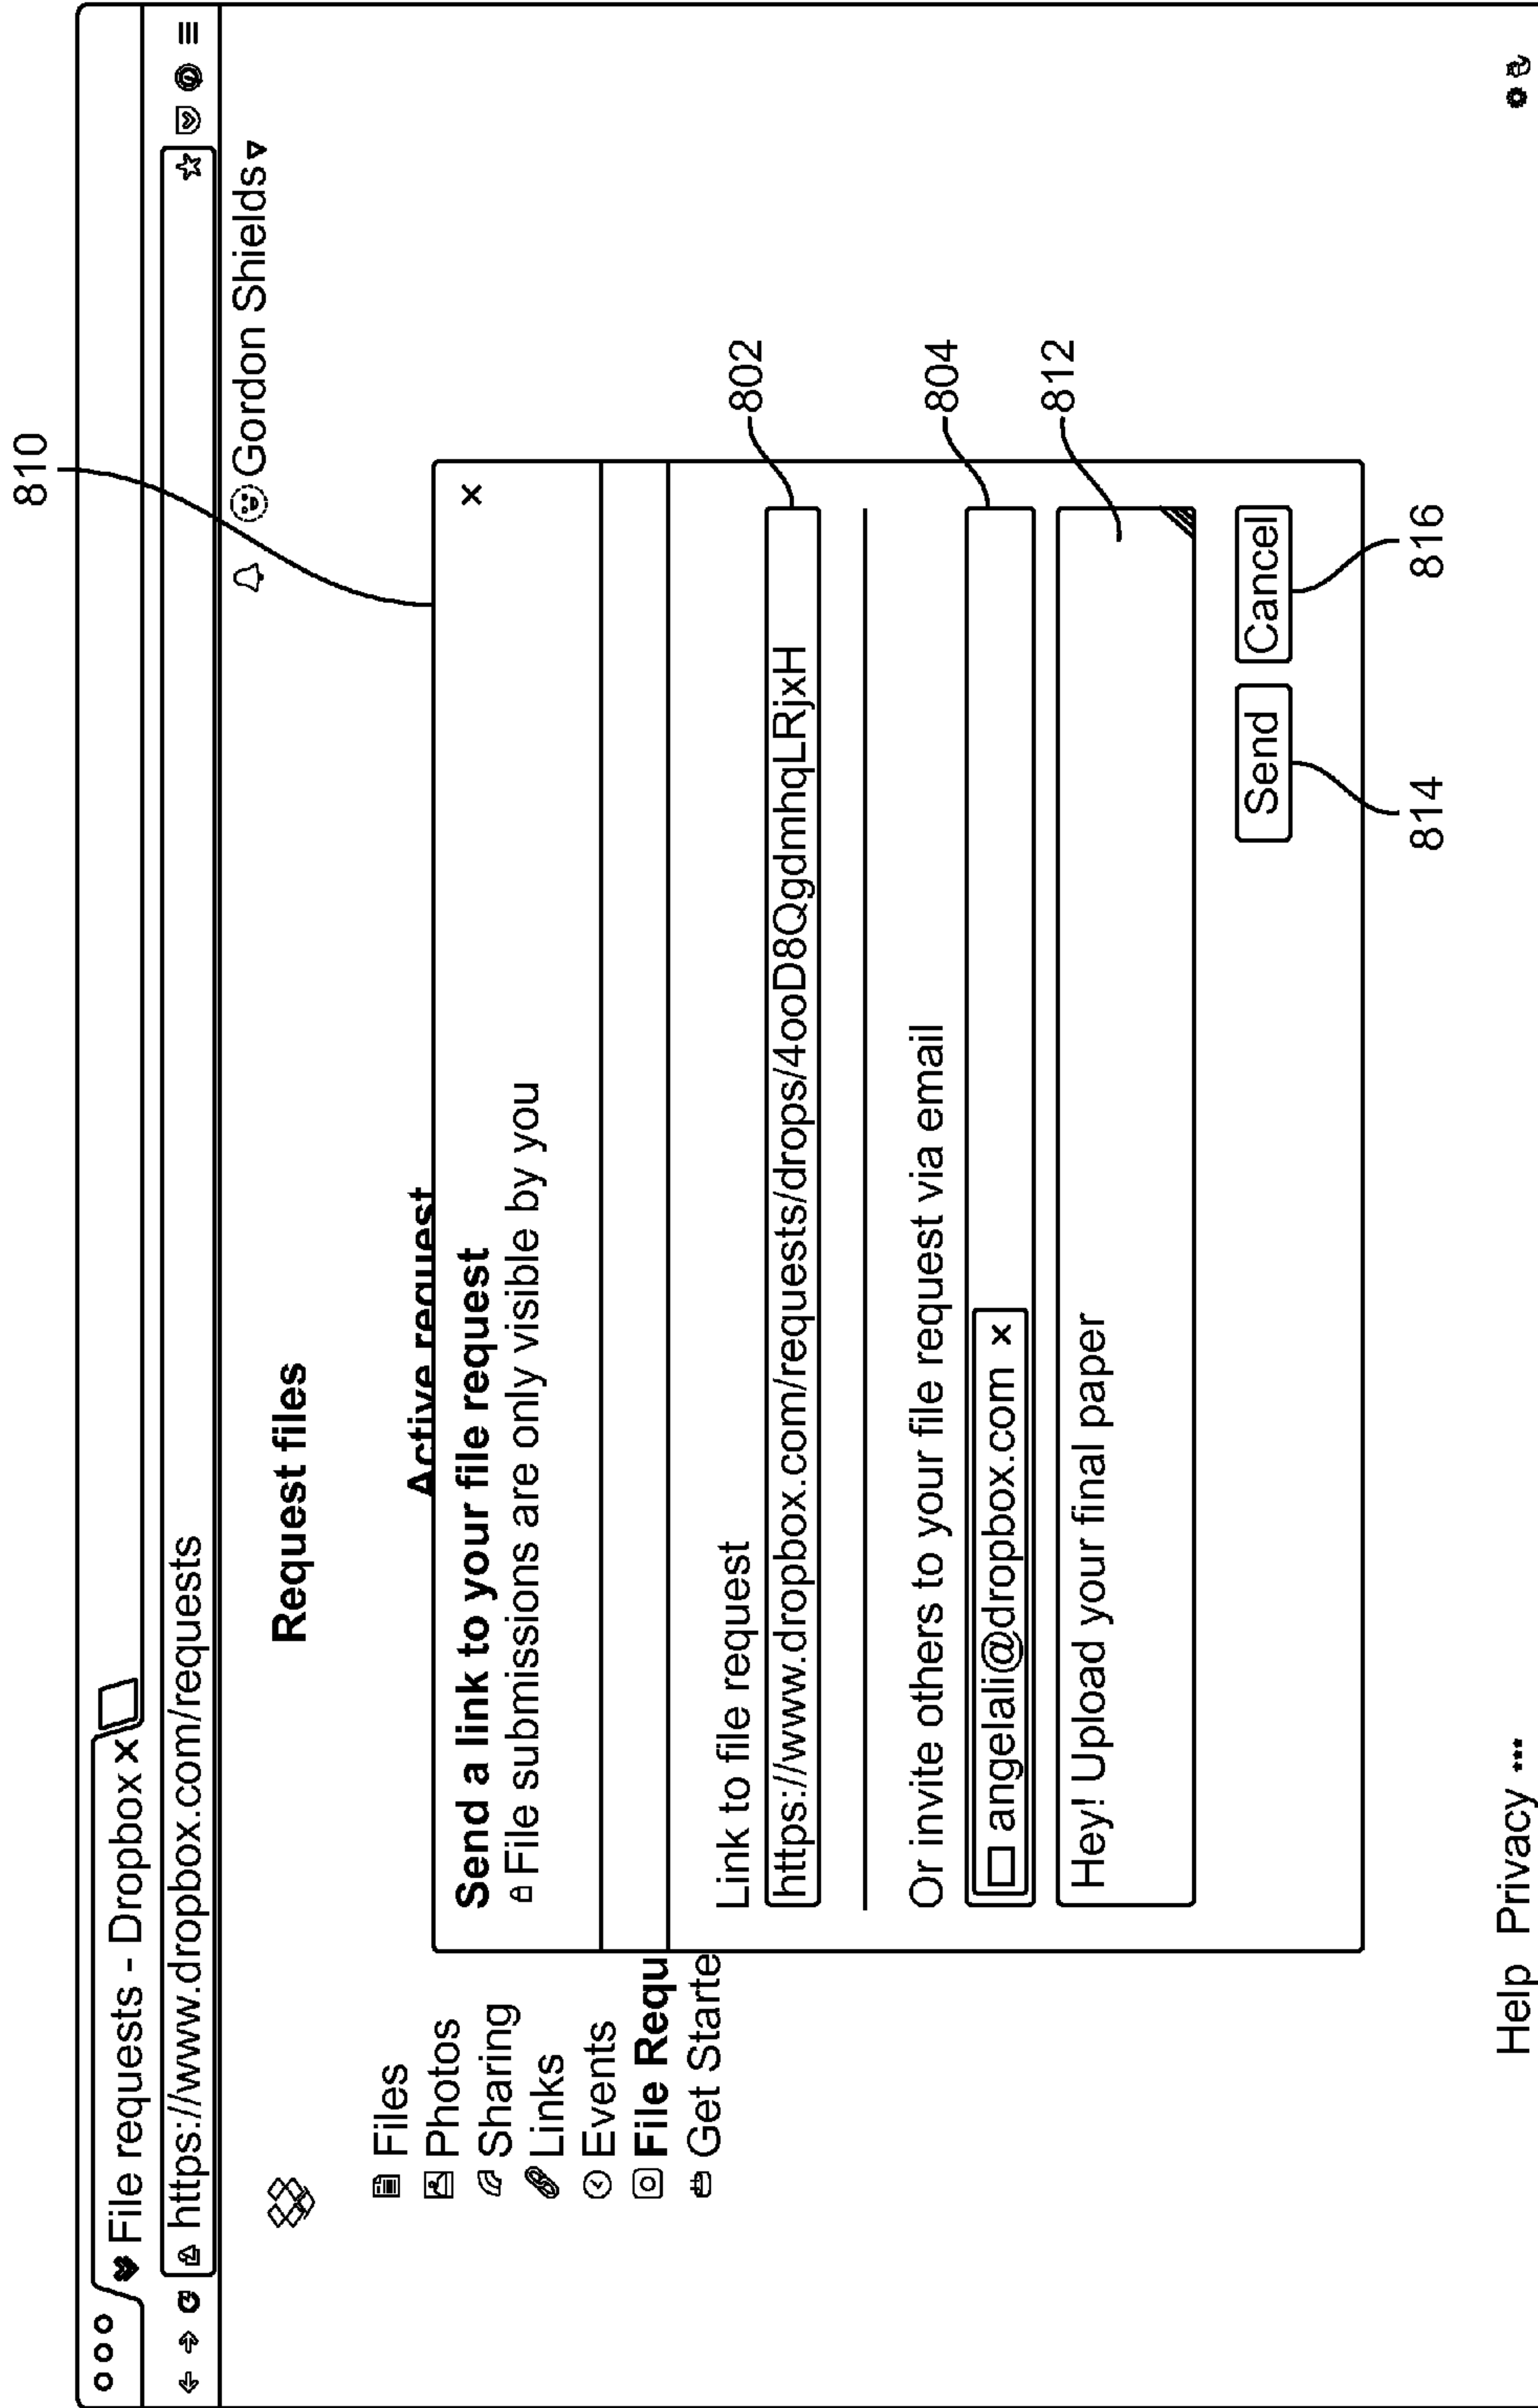 810
File requests - Dropbox x
https://www.dropbox.com/requests
Gordon Shields
Request files
Files
Photos
Sharing
Links
Events
File Requ
Get Starte
Active request
Send a link to your file request
x
File submissions are only visible by you
Link to file request
https://www.dropbox.com/requests/drops/4ooD8QgdmhqLRjxH
802
Or invite others to your file request via email
angelali@dropbox.com x
804
Hey! Upload your final paper
812
Send
Cancel
814
816
Help Privacy ...